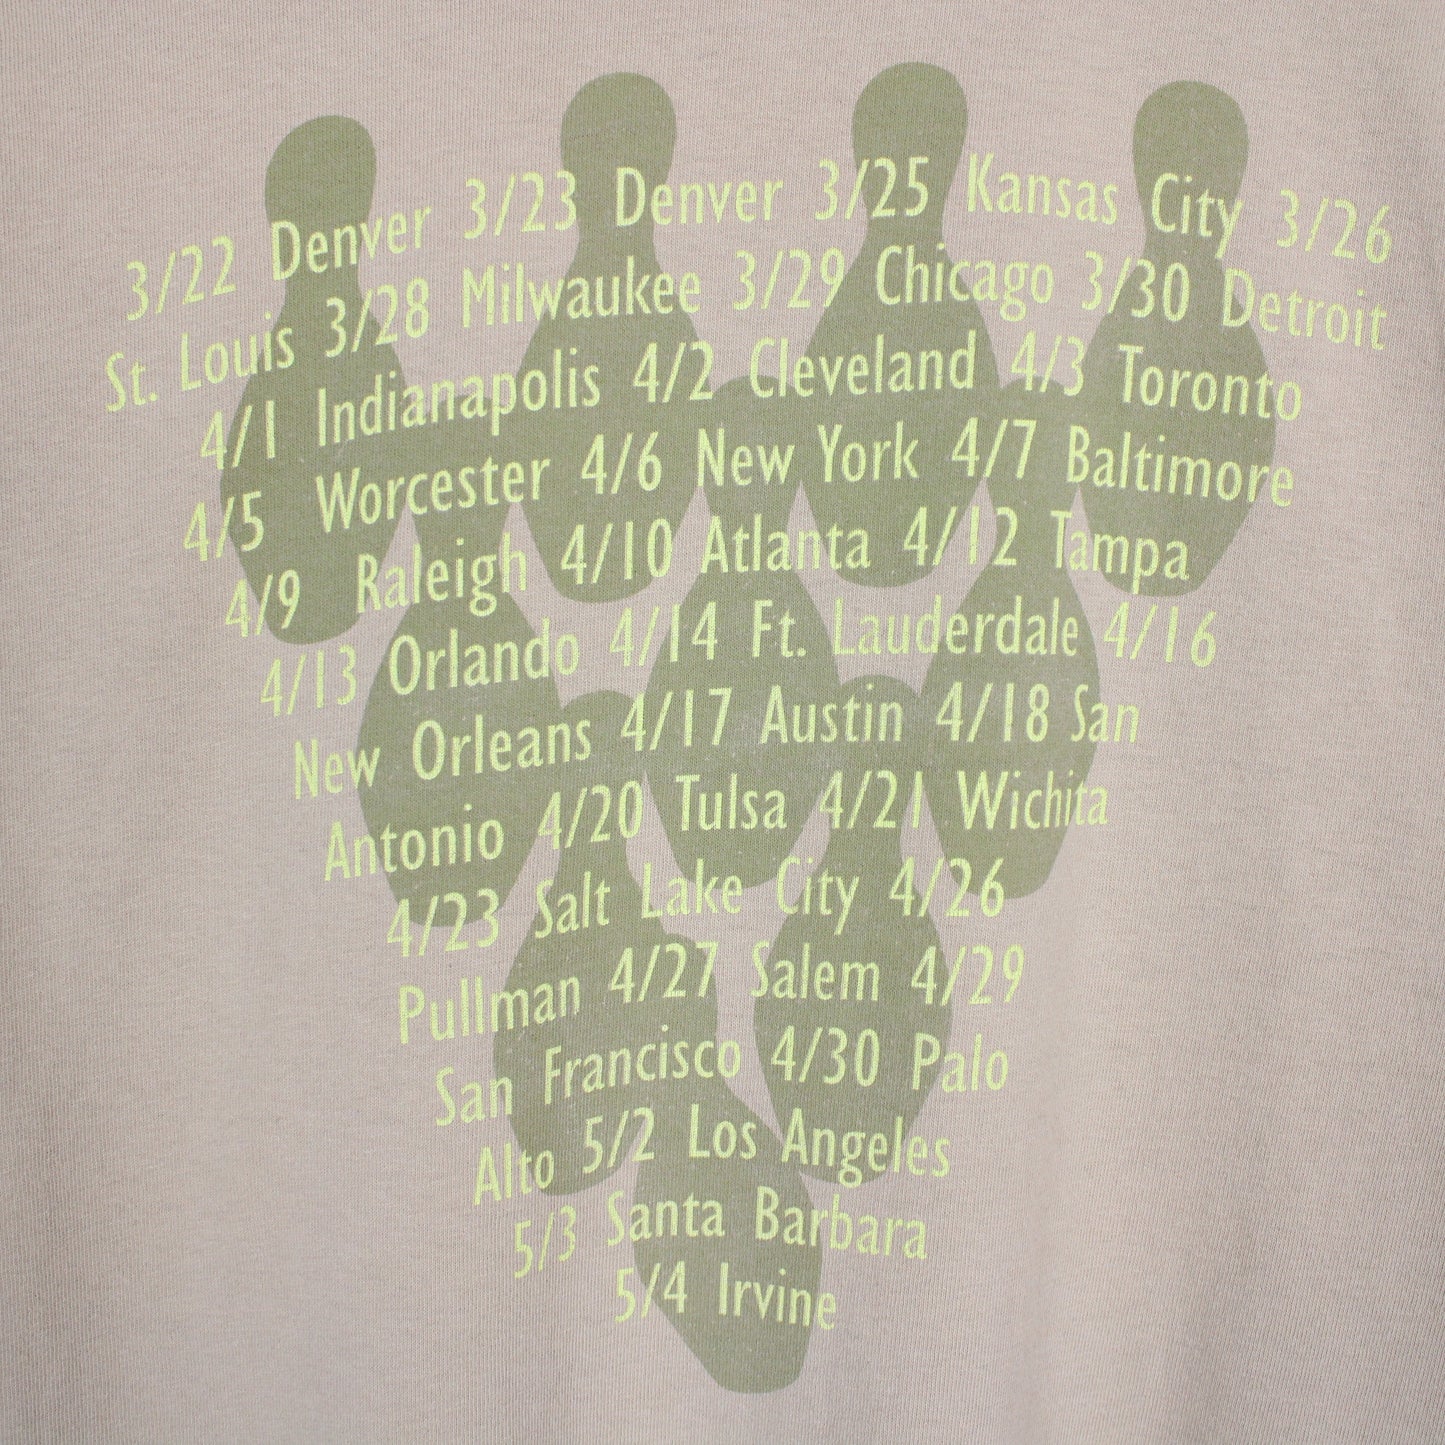 3/22 Denver 3/23 Denver 3/25 Kansas City 3/26
St. Louis 3/28 Milwaukee 3/29 Chicago 3/30 Detroit
4/1 Indianapolis 4/2 Cleveland 4/3 Toronto
4/5 Worcester 4/6 New York 4/7 Baltimore
4/9 Raleigh 4/10 Atlanta 4/12 Tampa
4/13 Orlando 4/14 Ft. Lauderdale 4/16
New Orleans 4/17 Austin 4/18 San
Antonio 4/20 Tulsa 4/21 Wichita
4/23 Salt Lake City 4/26
Pullman 4/27 Salem 4/29
San Francisco 4/30 Palo
Alto 5/2 Los Angeles
5/3 Santa Barbara
5/4 Irvine